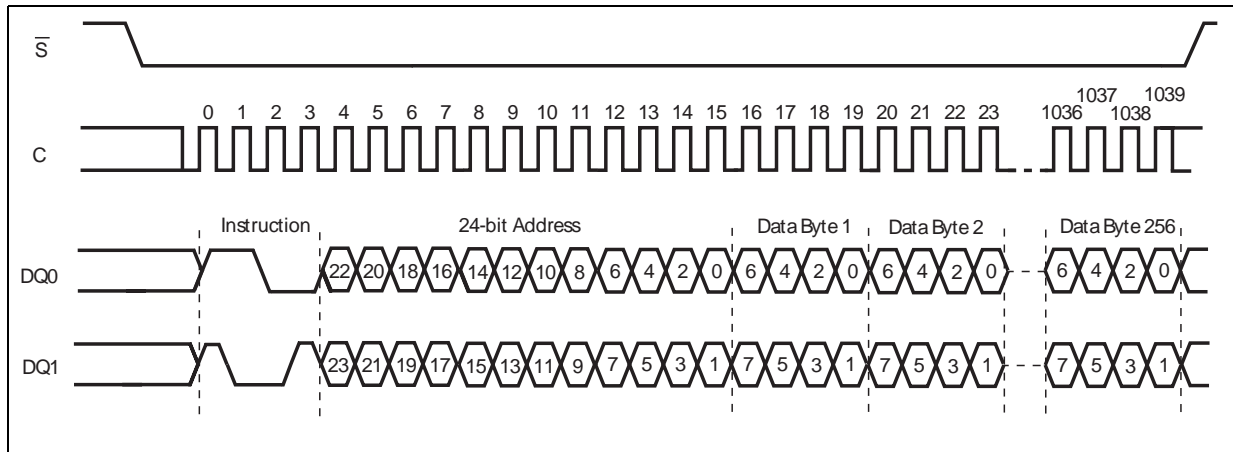 S
0 1 2 3 4 5 6 7 8 9 10 11 12 13 14 15 16 17 18 19 20 21 22 23 1036 1037 1038 1039
C
Instruction 24-bit Address Data Byte 1 Data Byte 2 Data Byte 256
DQ0 22 20 18 16 14 12 10 8 6 4 2 0 6 4 2 0 6 4 2 0 6 4 2 0
DQ1 23 21 19 17 15 13 11 9 7 5 3 1 7 5 3 1 7 5 3 1 7 5 3 1